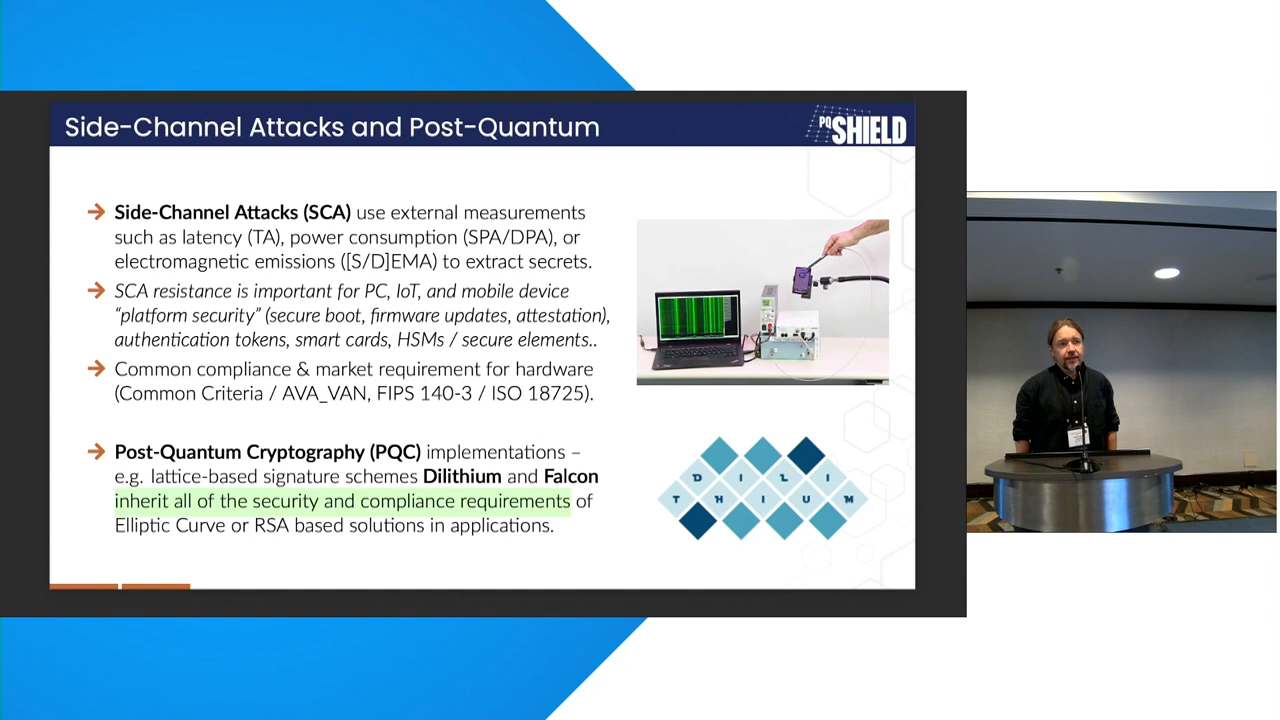 Side-Channel Attacks and Post-Quantum
PQ SHIELD
Side-Channel Attacks (SCA) use external measurements
such as latency (TA), power consumption (SPA/DPA), or
electromagnetic emissions ([S/D]EMA) to extract secrets.
SCA resistance is important for PC, IoT, and mobile device
“platform security” (secure boot, firmware updates, attestation),
authentication tokens, smart cards, HSMs / secure elements..
Common compliance & market requirement for hardware
(Common Criteria / AVA_VAN, FIPS 140-3 / ISO 18725).
Post-Quantum Cryptography (PQC) implementations –
e.g. lattice-based signature schemes Dilithium and Falcon
inherit all of the security and compliance requirements of
Elliptic Curve or RSA based solutions in applications.
DILI
THIUM